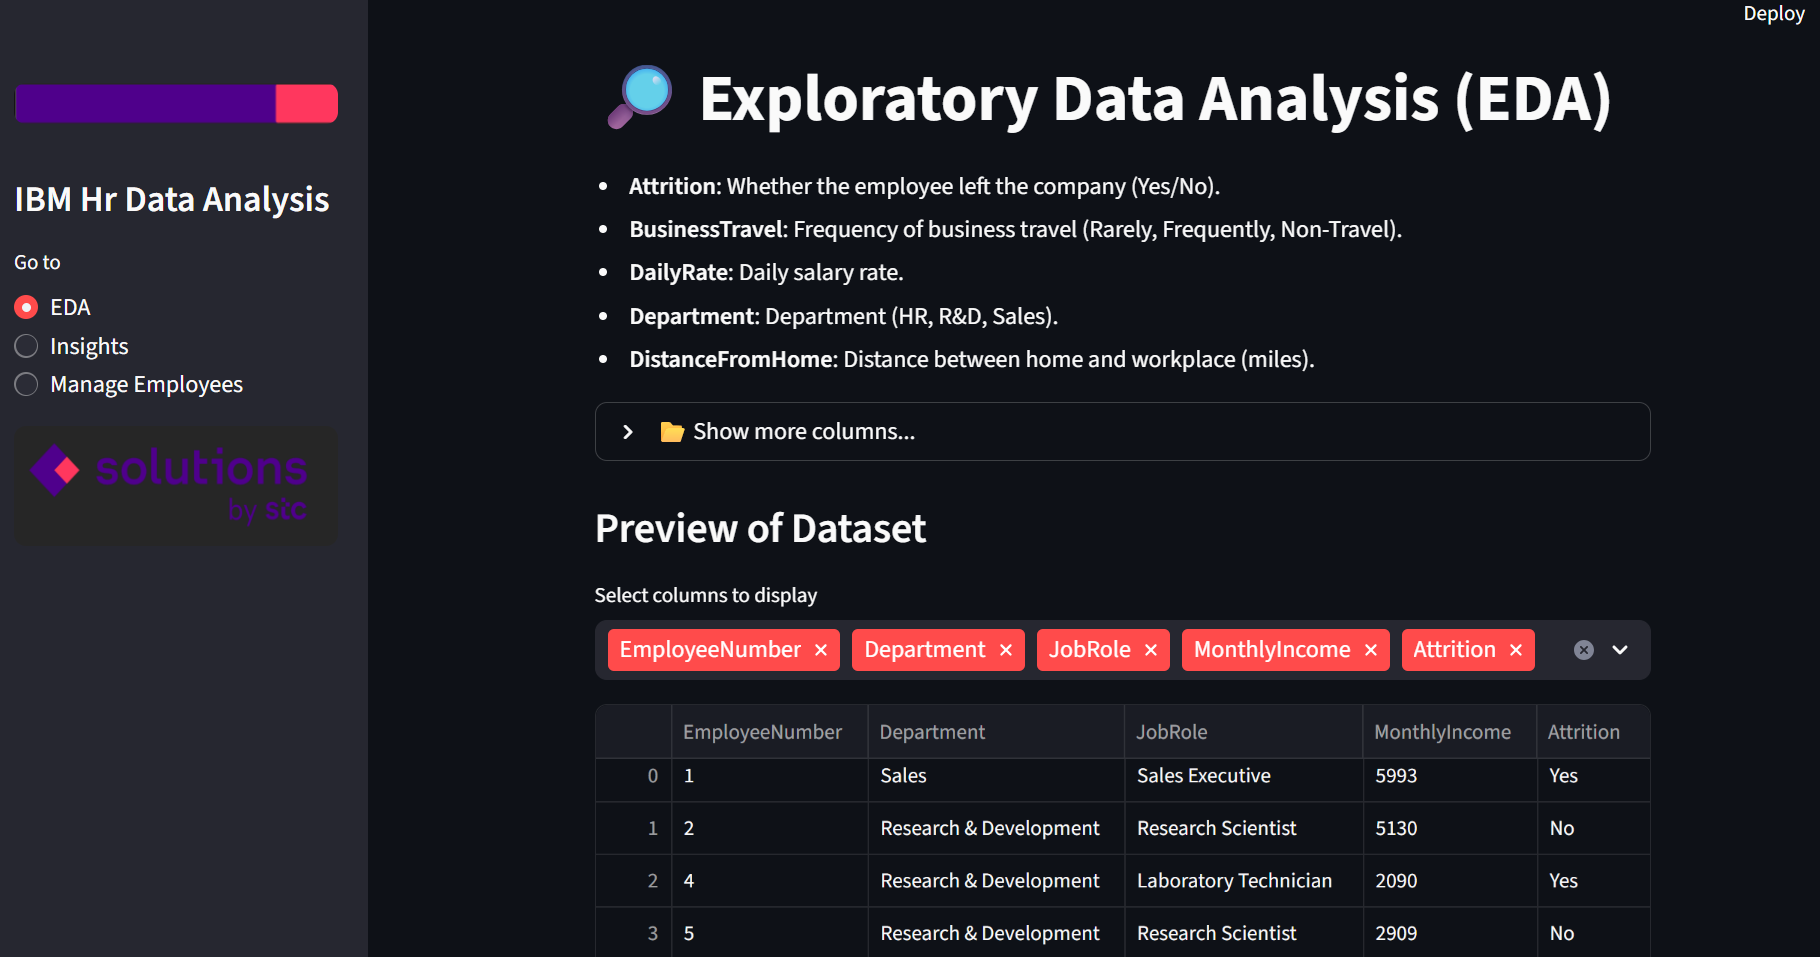 Deploy
IBM Hr Data Analysis
Go to
EDA
Insights
Manage Employees
solutions
by stc
Exploratory Data Analysis (EDA)
• Attrition: Whether the employee left the company (Yes/No).
• BusinessTravel: Frequency of business travel (Rarely, Frequently, Non-Travel).
• DailyRate: Daily salary rate.
• Department: Department (HR, R&D, Sales).
• DistanceFromHome: Distance between home and workplace (miles).
Show more columns...
Preview of Dataset
Select columns to display
EmployeeNumber × Department × JobRole × MonthlyIncome × Attrition ×
EmployeeNumber Department JobRole MonthlyIncome Attrition
0 1 Sales Sales Executive 5993 Yes
1 2 Research & Development Research Scientist 5130 No
2 4 Research & Development Laboratory Technician 2090 Yes
3 5 Research & Development Research Scientist 2909 No